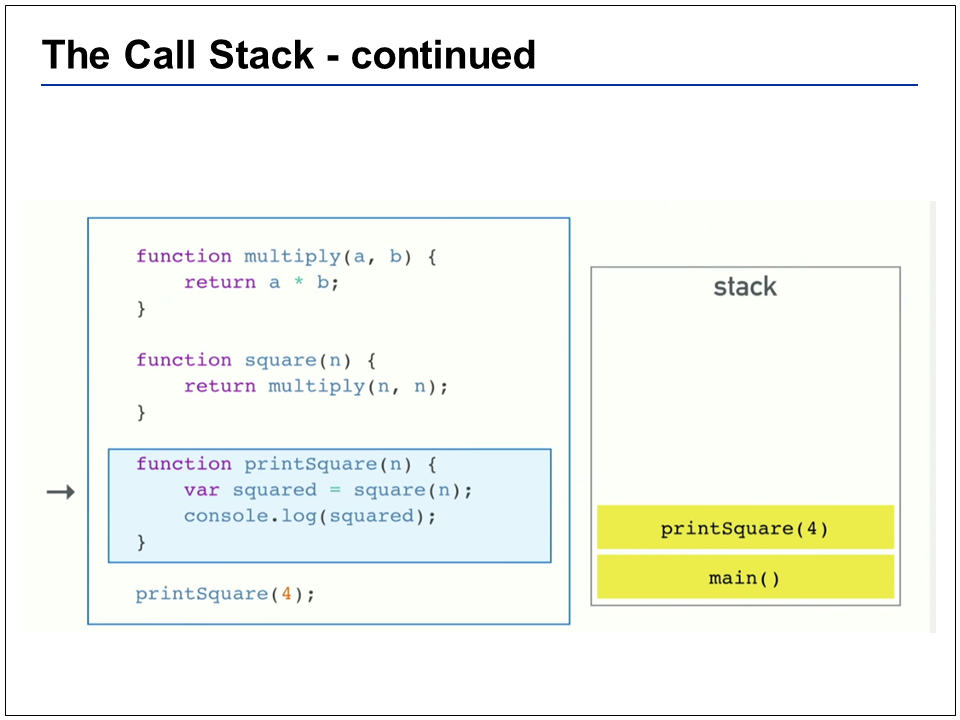 The Call Stack - continued
function multiply(a, b) {
return a * b;
}
function square(n) {
return multiply(n, n);
}
function printSquare(n) {
var squared = square(n);
console.log(squared);
}
printSquare(4);
stack
printSquare(4)
main()